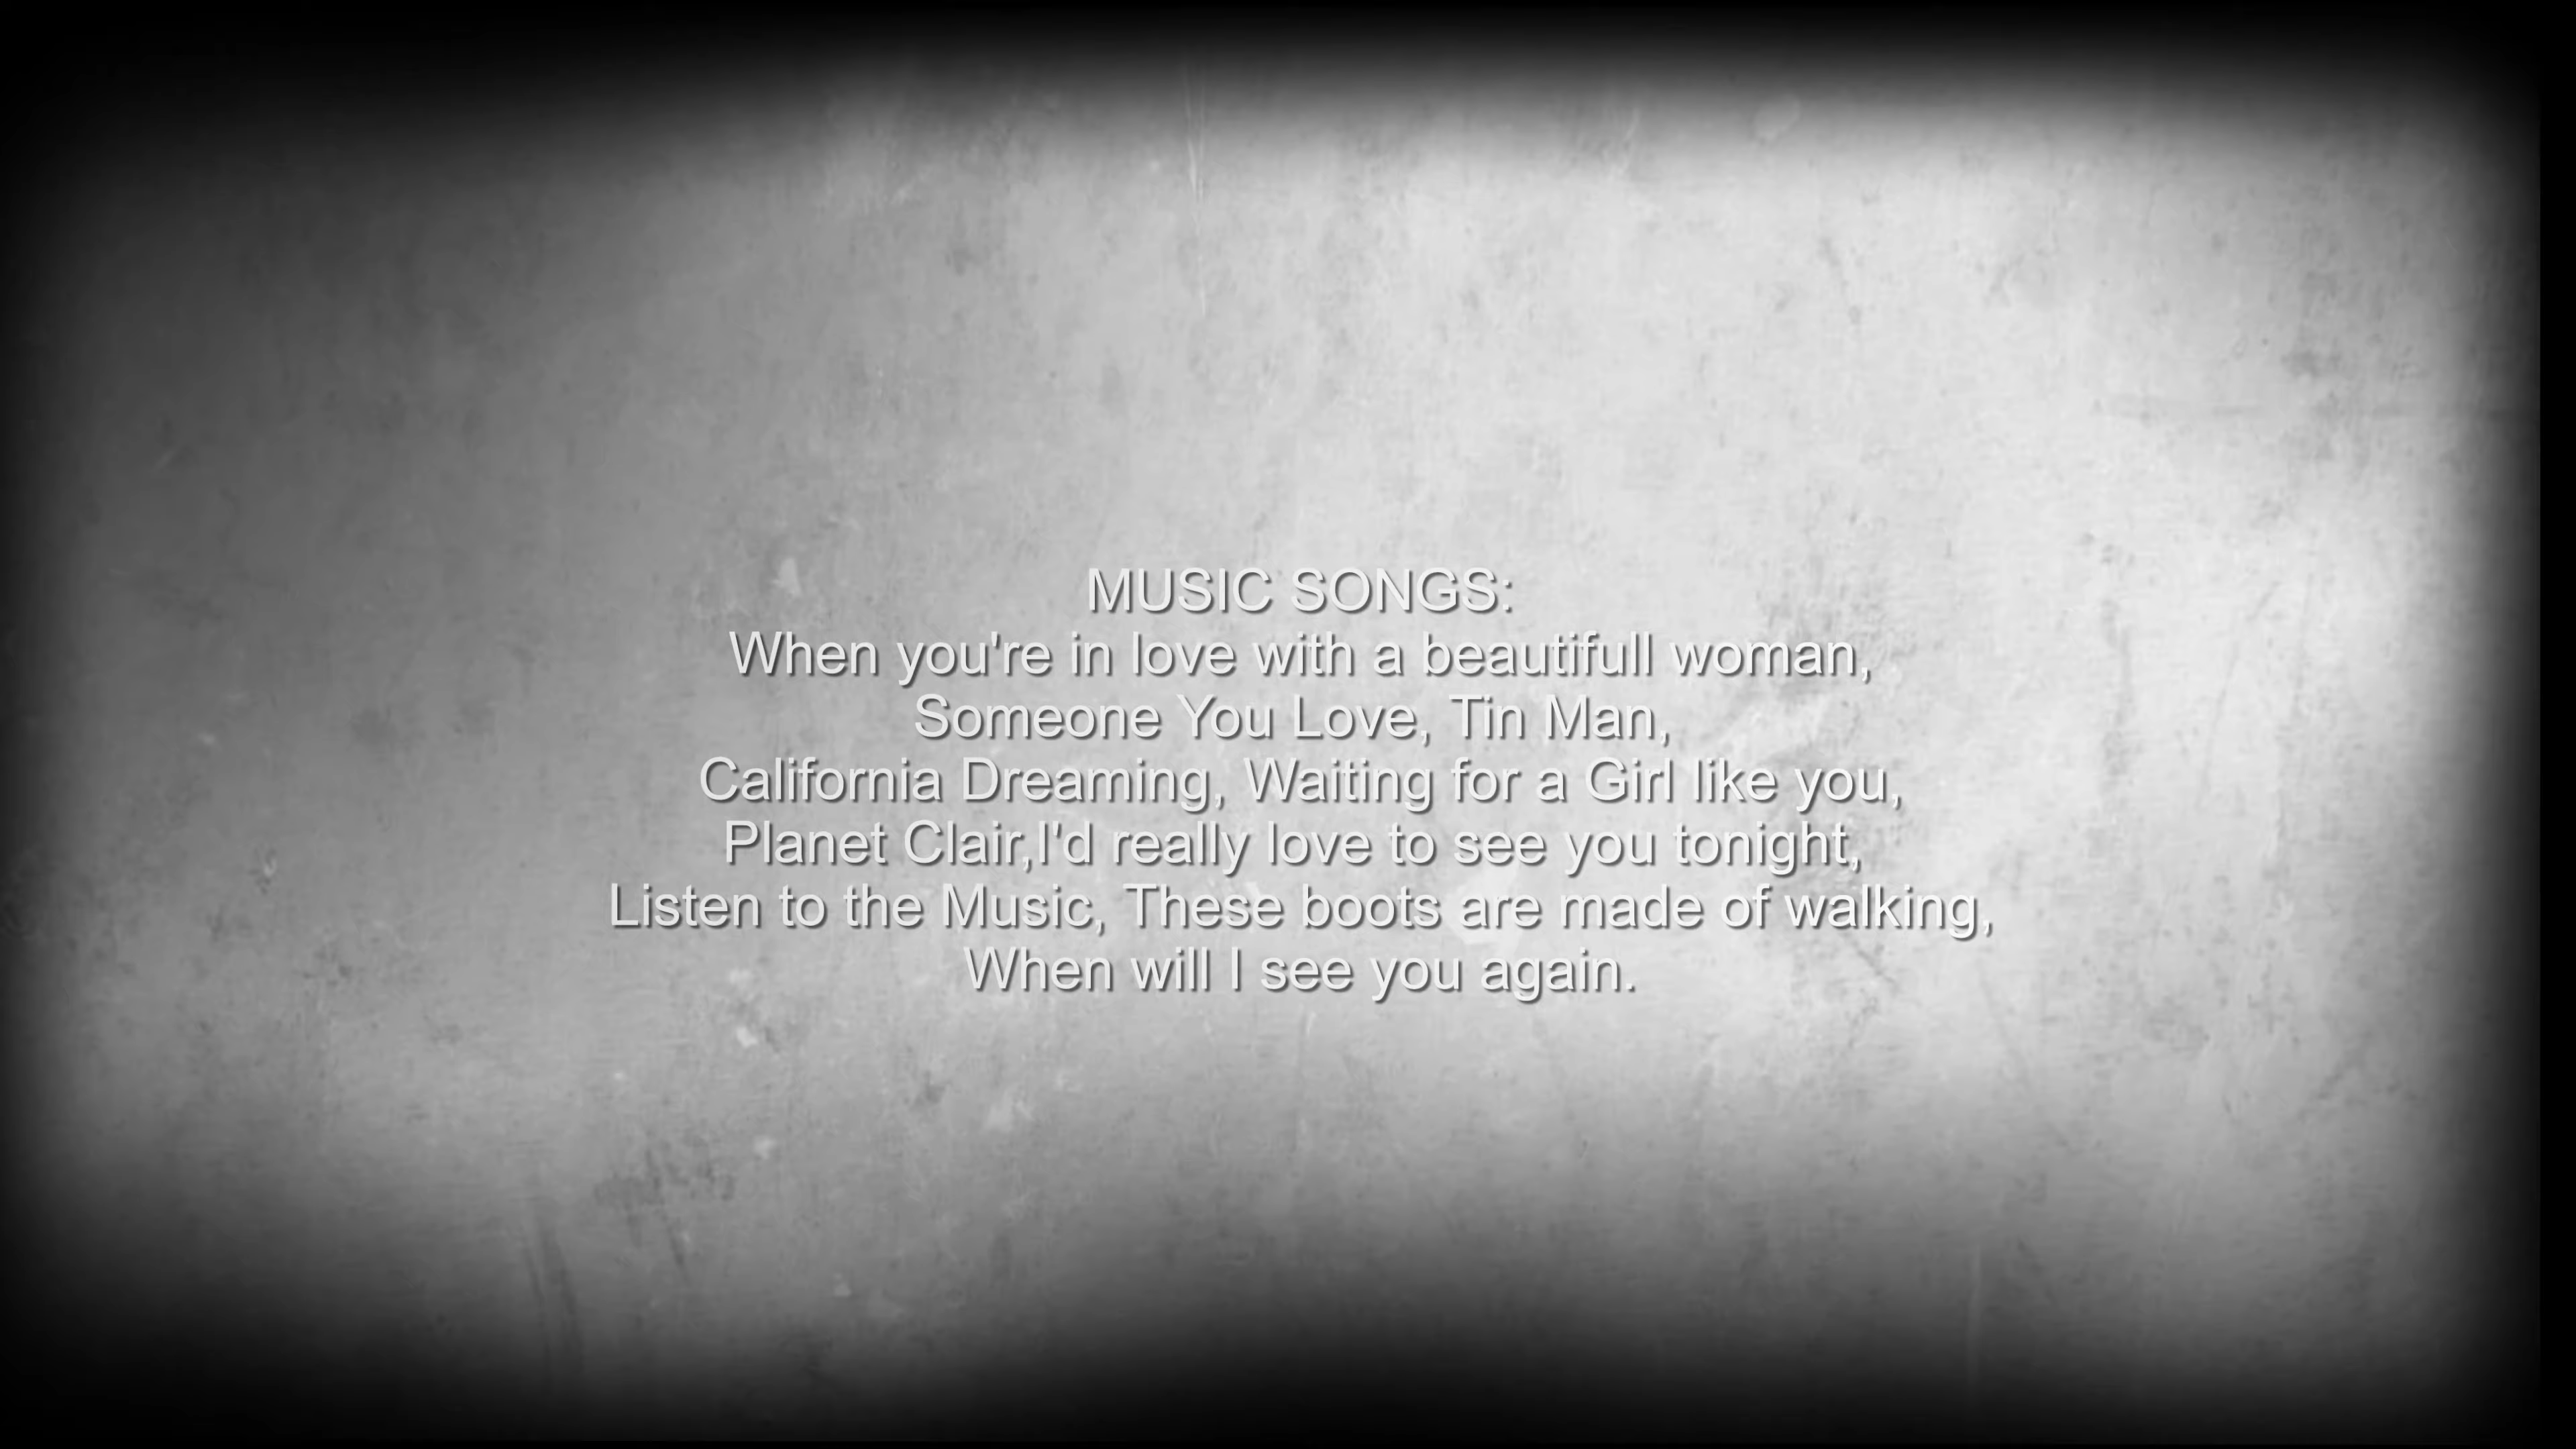 MUSIC SONGS:
When you're in love with a beautifull woman,
Someone You Love, Tin Man,
California Dreaming, Waiting for a Girl like you,
Planet Clair,I'd really love to see you tonight,
Listen to the Music, These boots are made of walking,
When will I see you again.